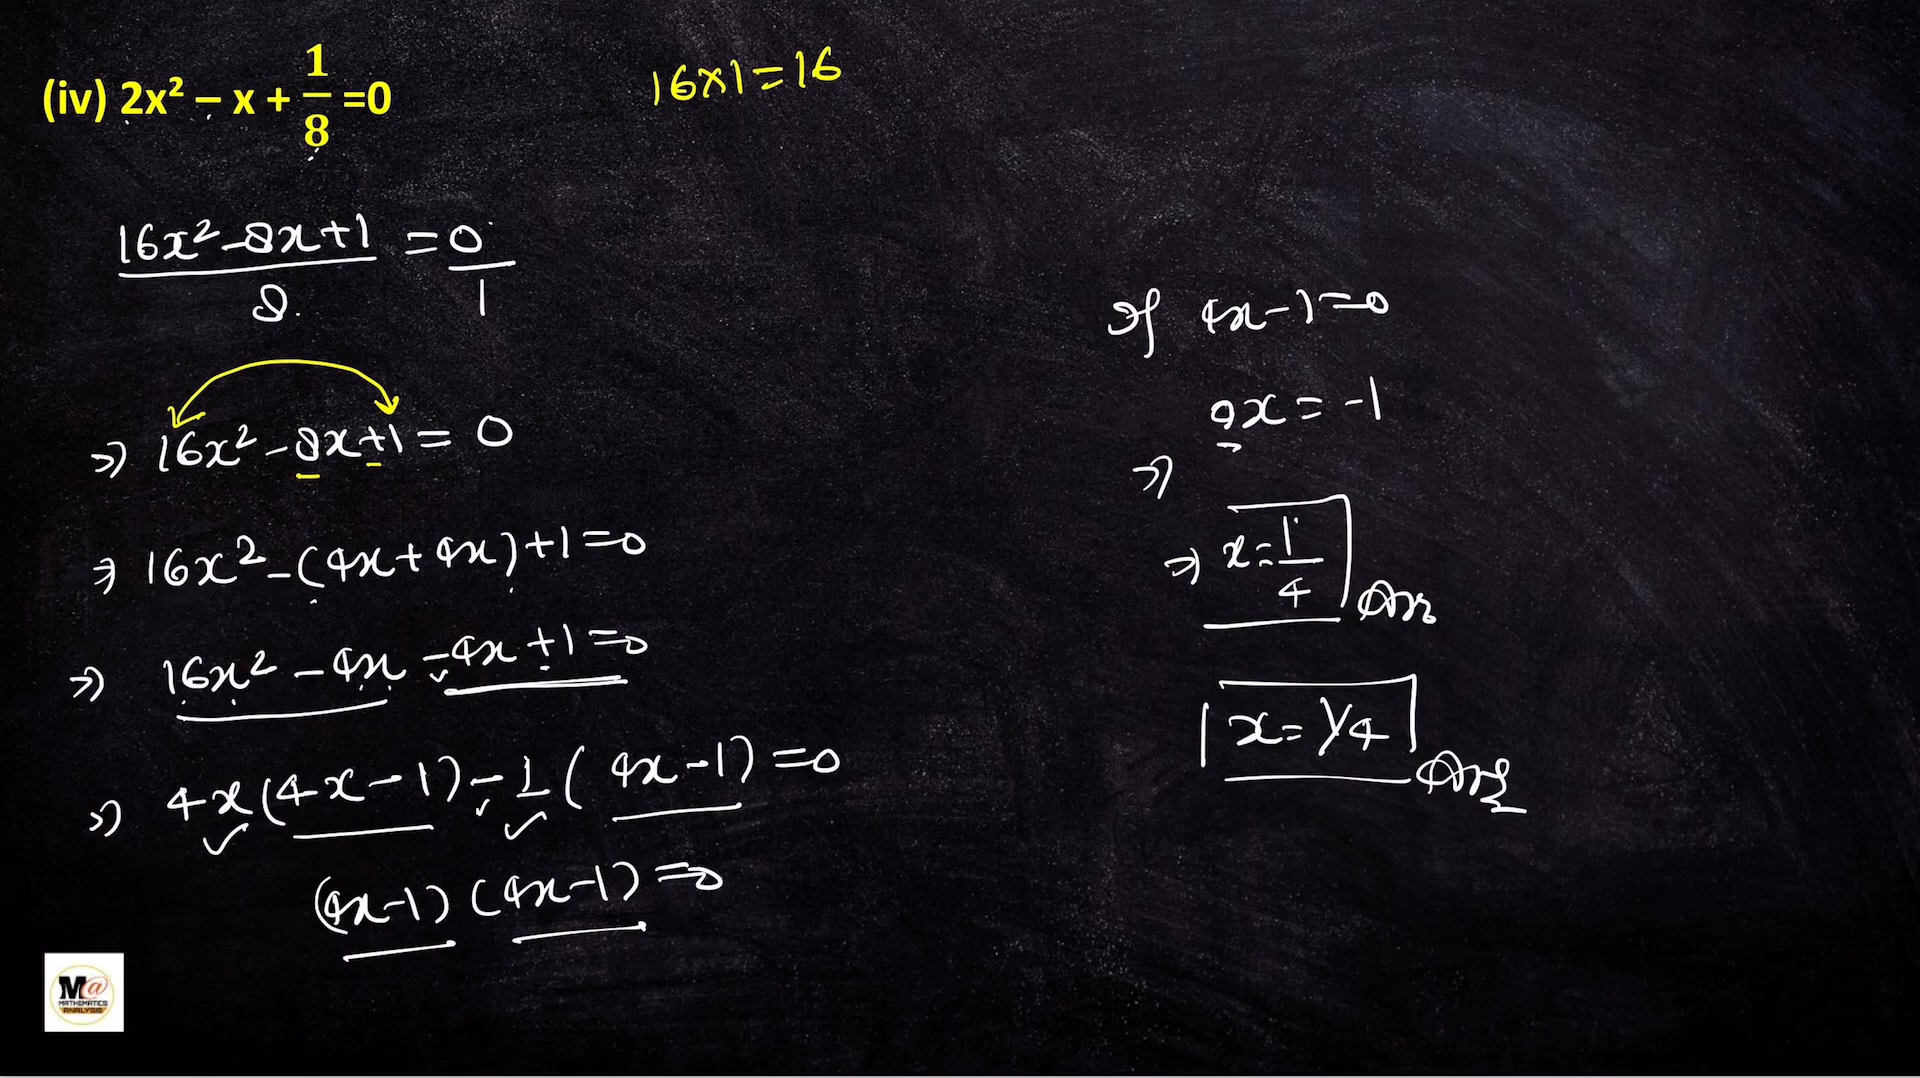 (iv) 2x² – x + 1/8 =0
16×1=16
16x²-8x+1/8. = 0/1
⇒ 16x²-8x+1=0
⇒ 16x²-(4x+4x)+1=0
⇒ 16x²-4x-4x+1=0
⇒ 4x(4x-1)-1(4x-1)=0
(4x-1)(4x-1)=0
If 4x-1=0
4x=-1
⇒
⇒ x=1/4 Ans
x=1/4 Ans
M@
MATHEMATICS
ANALYSIS